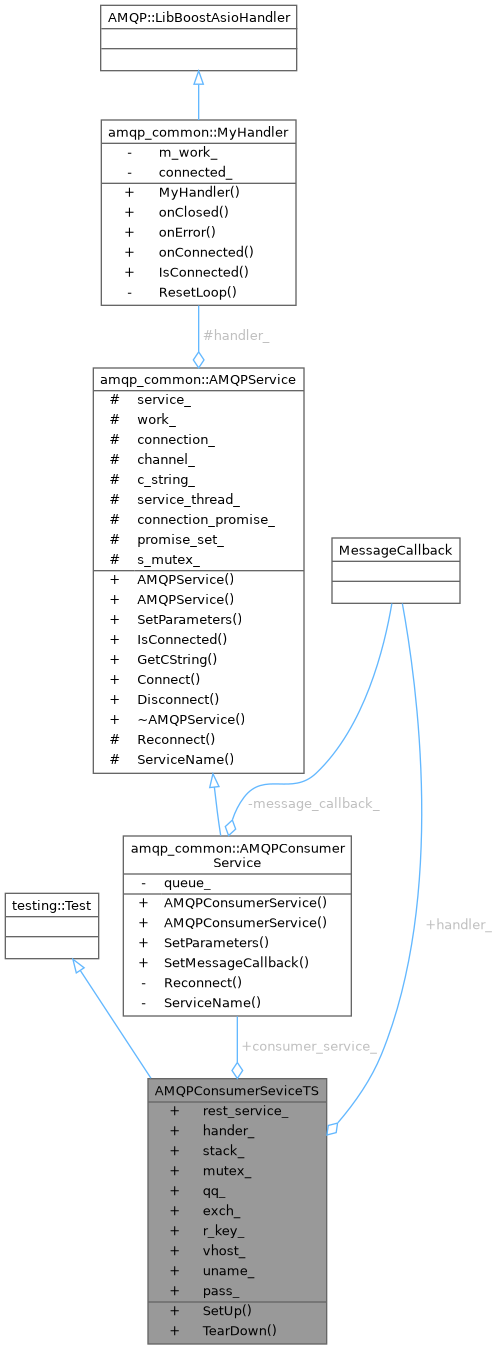 AMQP::LibBoostAsioHandler
amqp_common::MyHandler
- m_work_
- connected_
+ MyHandler()
+ onClosed()
+ onError()
+ onConnected()
+ IsConnected()
- ResetLoop()
#handler_
amqp_common::AMQPService
# service_
# work_
# connection_
# channel_
# c_string_
# service_thread_
# connection_promise_
# promise_set_
# s_mutex_
+ AMQPService()
+ AMQPService()
+ SetParameters()
+ IsConnected()
+ GetCString()
+ Connect()
+ Disconnect()
+ ~AMQPService()
# Reconnect()
# ServiceName()
MessageCallback
-message_callback_
amqp_common::AMQPConsumer
Service
- queue_
+ AMQPConsumerService()
+ AMQPConsumerService()
+ SetParameters()
+ SetMessageCallback()
- Reconnect()
- ServiceName()
testing::Test
+handler_
+consumer_service_
AMQPConsumerSeviceTS
+ rest_service_
+ hander_
+ stack_
+ mutex_
+ qq_
+ exch_
+ r_key_
+ vhost_
+ uname_
+ pass_
+ SetUp()
+ TearDown()